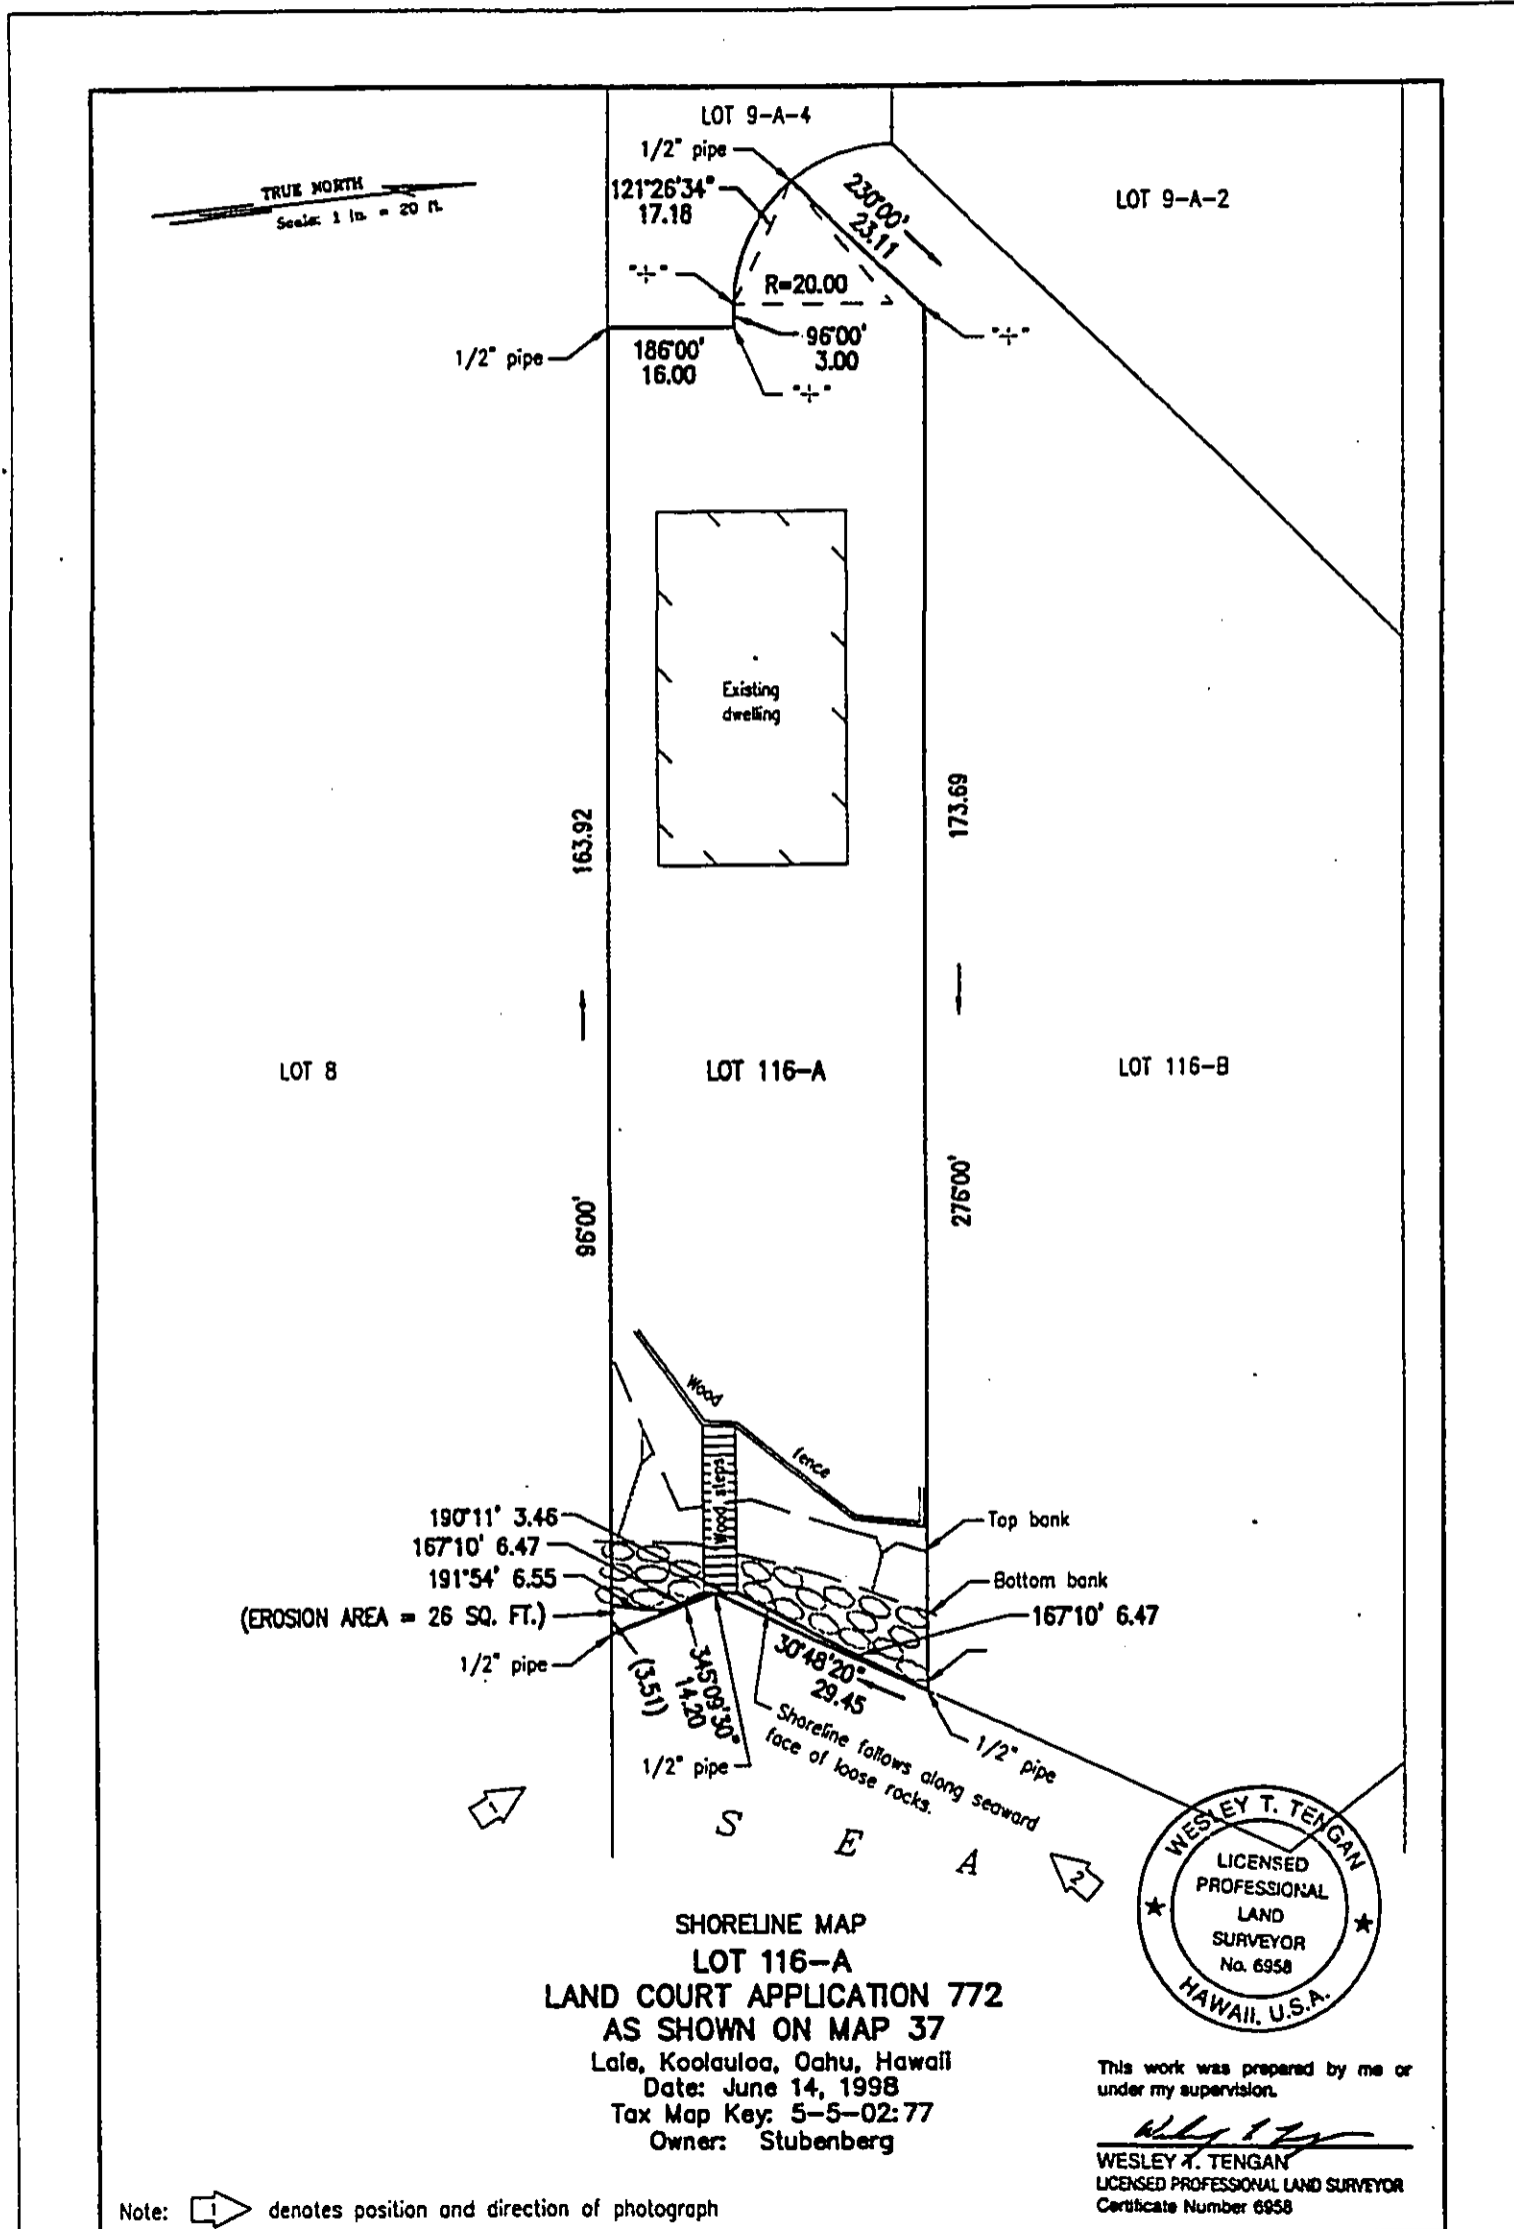 LOT 9-A-4
1/2" pipe
TRUE NORTH
Scale: 1 in. = 20 ft.
121°26'34"
17.18
230°00'
23.11
LOT 9-A-2
"+"
R=20.00
96°00'
3.00
"+"
1/2" pipe
186°00'
16.00
"+"
Existing
dwelling
163.92
173.69
LOT 8
LOT 116-A
LOT 116-B
96°00'
276°00'
Wood
fence
Wood steps
190°11' 3.46
167°10' 6.47
191°54' 6.55
(EROSION AREA = 26 SQ. FT.)
1/2" pipe
Top bank
Bottom bank
167°10' 6.47
(3.51)
345°09'30"
14.20
30°48'20"
29.45
1/2" pipe
1/2" pipe
Shoreline follows along seaward
face of loose rocks.
1
S E A
2
WESLEY T. TENGAN
LICENSED
PROFESSIONAL
LAND
SURVEYOR
No. 6958
HAWAII, U.S.A.
SHORELINE MAP
LOT 116-A
LAND COURT APPLICATION 772
AS SHOWN ON MAP 37
Laie, Koolauloa, Oahu, Hawaii
Date: June 14, 1998
Tax Map Key: 5-5-02:77
Owner: Stubenberg
This work was prepared by me or
under my supervision.
WESLEY T. TENGAN
LICENSED PROFESSIONAL LAND SURVEYOR
Certificate Number 6958
Note: 1 denotes position and direction of photograph